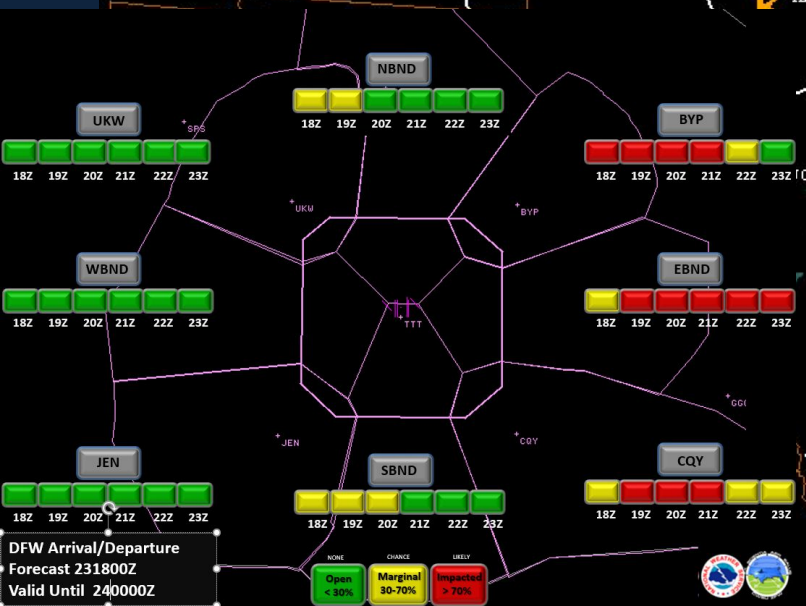 NBND
18Z 19Z 20Z 21Z 22Z 23Z
UKW
18Z 19Z 20Z 21Z 22Z 23Z
BYP
18Z 19Z 20Z 21Z 22Z 23Z
SPS
UKW
BYP
WBND
18Z 19Z 20Z 21Z 22Z 23Z
EBND
18Z 19Z 20Z 21Z 22Z 23Z
TTT
JEN
CQY
JEN
18Z 19Z 20Z 21Z 22Z 23Z
SBND
18Z 19Z 20Z 21Z 22Z 23Z
CQY
18Z 19Z 20Z 21Z 22Z 23Z
DFW Arrival/Departure
Forecast 231800Z
Valid Until 240000Z
NONE CHANCE LIKELY
Open Marginal Impacted
< 30% 30-70% > 70%